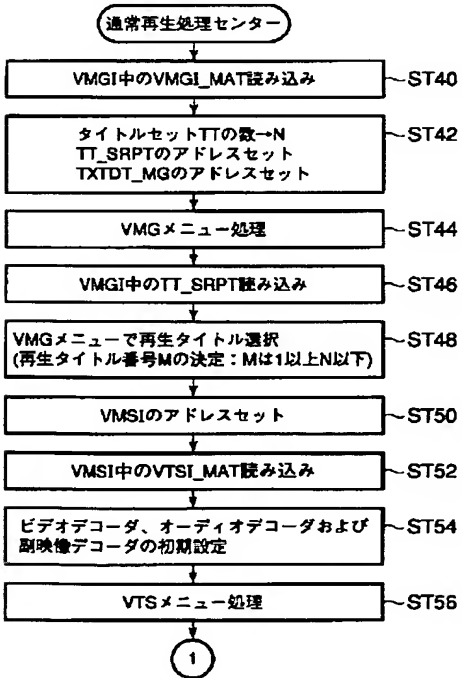 通常再生処理センター
VMGI中のVMGI_MAT読み込み
~ST40
タイトルセットTTの数→N
TT_SRPTのアドレスセット
TXTDT_MGのアドレスセット
~ST42
VMGメニュー処理
~ST44
VMGI中のTT_SRPT読み込み
~ST46
VMGメニューで再生タイトル選択
(再生タイトル番号Mの決定：Mは1以上N以下)
~ST48
VMSIのアドレスセット
~ST50
VMSI中のVTSI_MAT読み込み
~ST52
ビデオデコーダ、オーディオデコーダおよび
副映像デコーダの初期設定
~ST54
VTSメニュー処理
~ST56
1